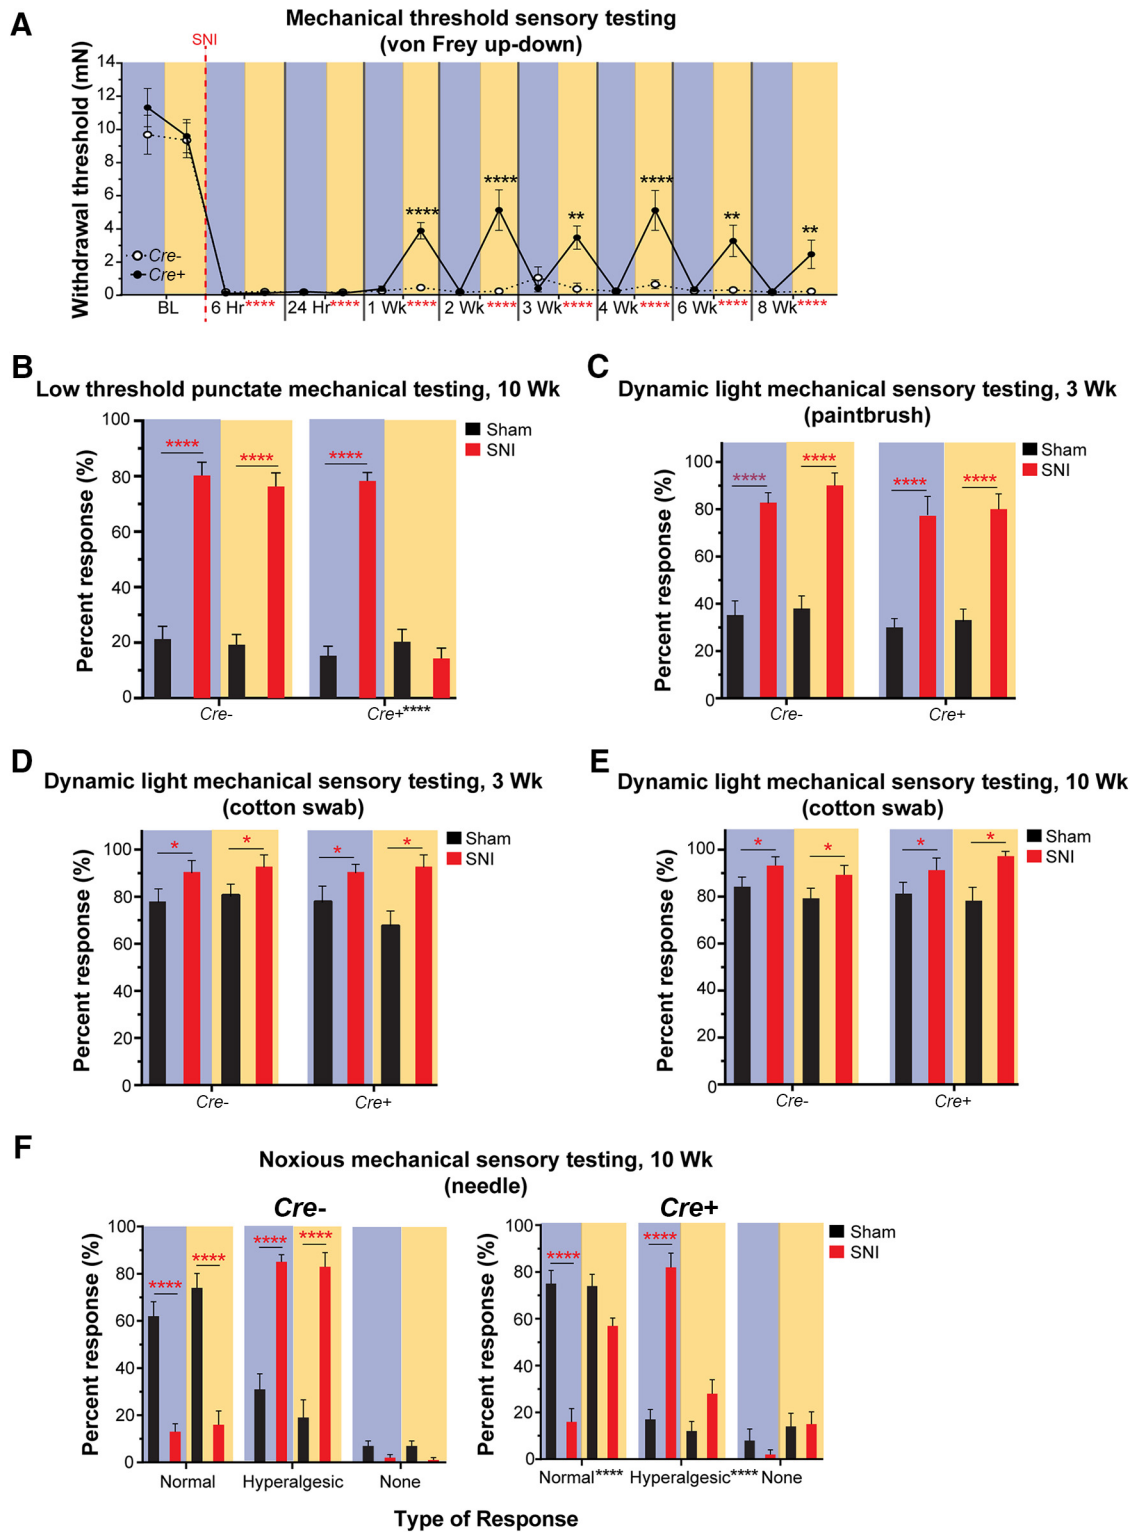 A
Mechanical threshold sensory testing
(von Frey up-down)
SNI
Withdrawal threshold (mN)
14
12
10
8
6
4
2
0
**** **** ** **** ** **
Cre-
Cre+
BL 6 Hr**** 24 Hr**** 1 Wk**** 2 Wk**** 3 Wk**** 4 Wk**** 6 Wk**** 8 Wk****
B
Low threshold punctate mechanical testing, 10 Wk
Percent response (%)
100
80
60
40
20
0
**** **** ****
Sham
SNI
Cre- Cre+****
C
Dynamic light mechanical sensory testing, 3 Wk
(paintbrush)
Percent response (%)
100
80
60
40
20
0
**** **** **** ****
Sham
SNI
Cre- Cre+
D
Dynamic light mechanical sensory testing, 3 Wk
(cotton swab)
Percent response (%)
100
80
60
40
20
0
* * * *
Sham
SNI
Cre- Cre+
E
Dynamic light mechanical sensory testing, 10 Wk
(cotton swab)
Percent response (%)
100
80
60
40
20
0
* * * *
Sham
SNI
Cre- Cre+
F
Noxious mechanical sensory testing, 10 Wk
(needle)
Cre-
Percent response (%)
100
80
60
40
20
0
**** **** **** ****
Normal Hyperalgesic None
Cre+
Percent response (%)
100
80
60
40
20
0
**** ****
Sham
SNI
Normal**** Hyperalgesic**** None
Type of Response